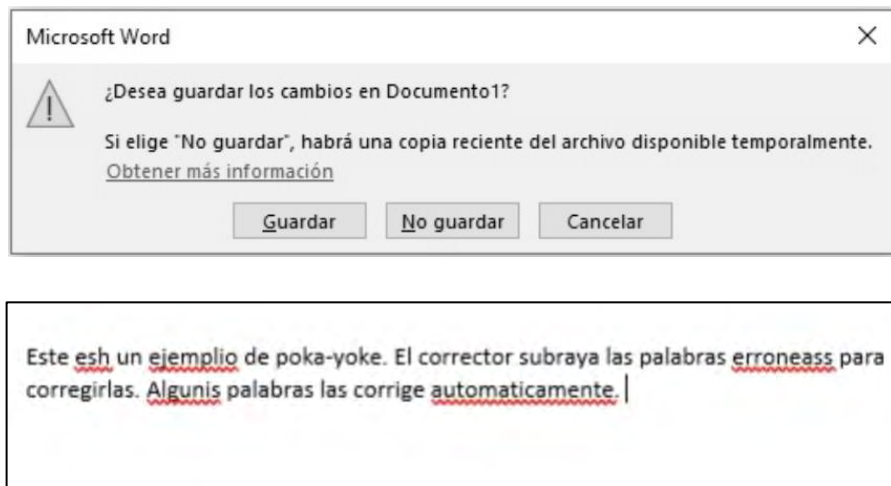 Microsoft Word
¿Desea guardar los cambios en Documento1?
Si elige "No guardar", habrá una copia reciente del archivo disponible temporalmente.
Obtener más información
Guardar No guardar Cancelar
Este esh un ejemplio de poka-yoke. El corrector subraya las palabras erroneass para
corregirlas. Algunis palabras las corrige automaticamente.